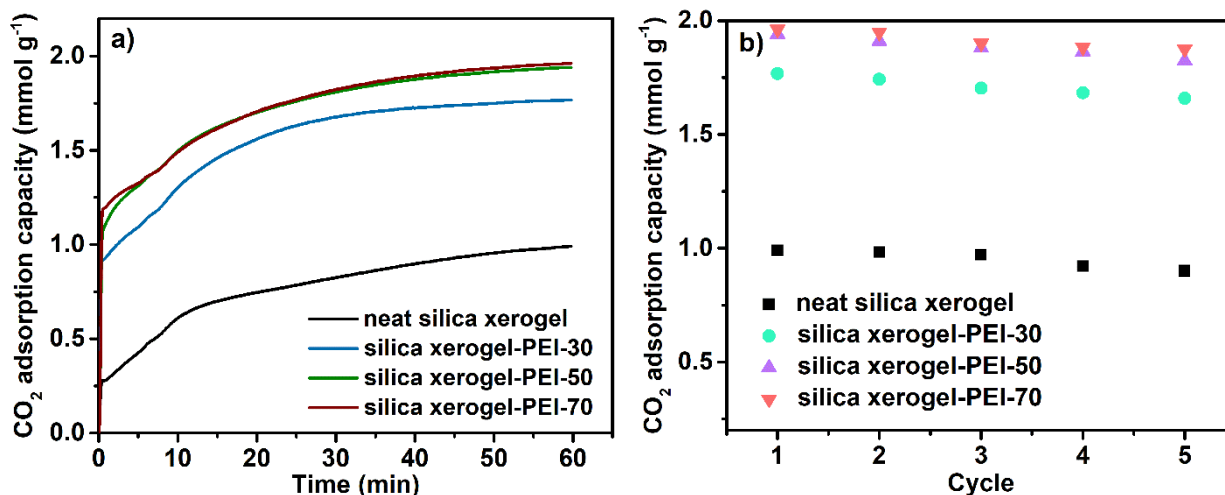 a)
CO₂ adsorption capacity (mmol g⁻¹)
2.0
1.5
1.0
0.5
0.0
neat silica xerogel
silica xerogel-PEI-30
silica xerogel-PEI-50
silica xerogel-PEI-70
0 10 20 30 40 50 60
Time (min)
b)
CO₂ adsorption capacity (mmol g⁻¹)
2.0
1.5
1.0
0.5
neat silica xerogel
silica xerogel-PEI-30
silica xerogel-PEI-50
silica xerogel-PEI-70
1 2 3 4 5
Cycle